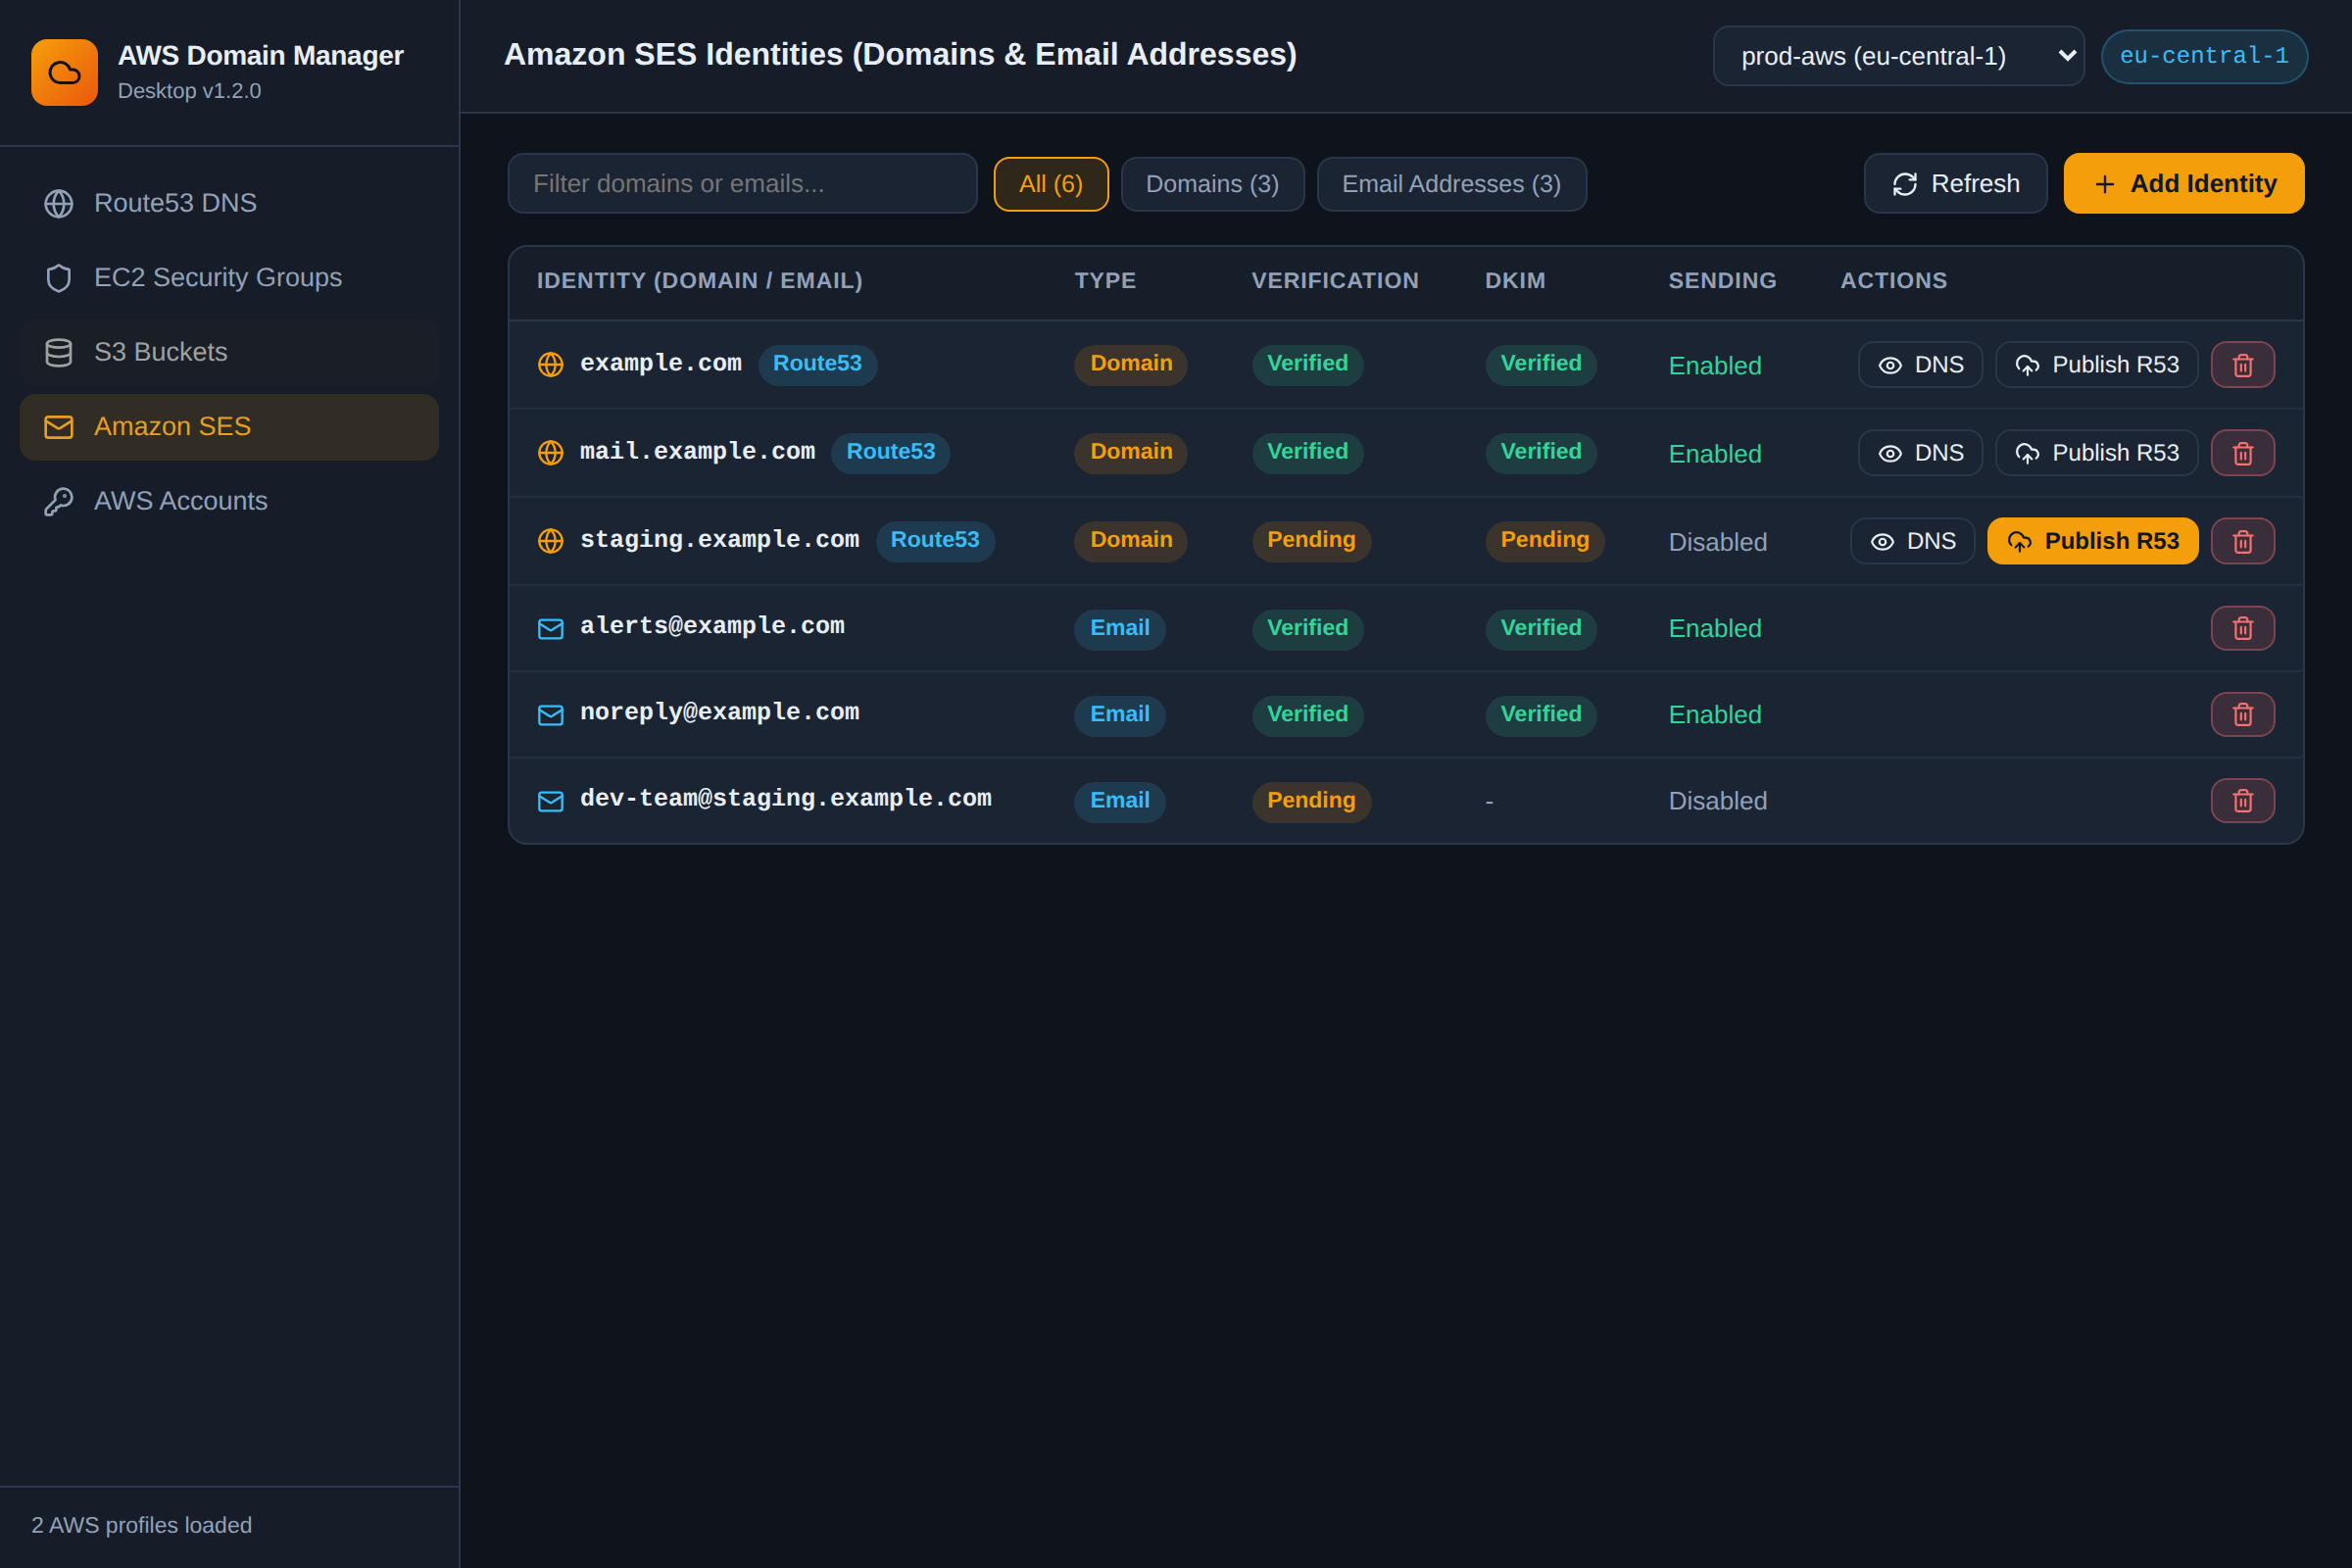 AWS Domain Manager
Desktop v1.2.0
Route53 DNS
EC2 Security Groups
S3 Buckets
Amazon SES
AWS Accounts
2 AWS profiles loaded
Amazon SES Identities (Domains & Email Addresses)
prod-aws (eu-central-1)
eu-central-1
Filter domains or emails...
All (6)
Domains (3)
Email Addresses (3)
Refresh
Add Identity
IDENTITY (DOMAIN / EMAIL) TYPE VERIFICATION DKIM SENDING ACTIONS
example.com Route53 Domain Verified Verified Enabled DNS Publish R53
mail.example.com Route53 Domain Verified Verified Enabled DNS Publish R53
staging.example.com Route53 Domain Pending Pending Disabled DNS Publish R53
alerts@example.com Email Verified Verified Enabled
noreply@example.com Email Verified Verified Enabled
dev-team@staging.example.com Email Pending - Disabled